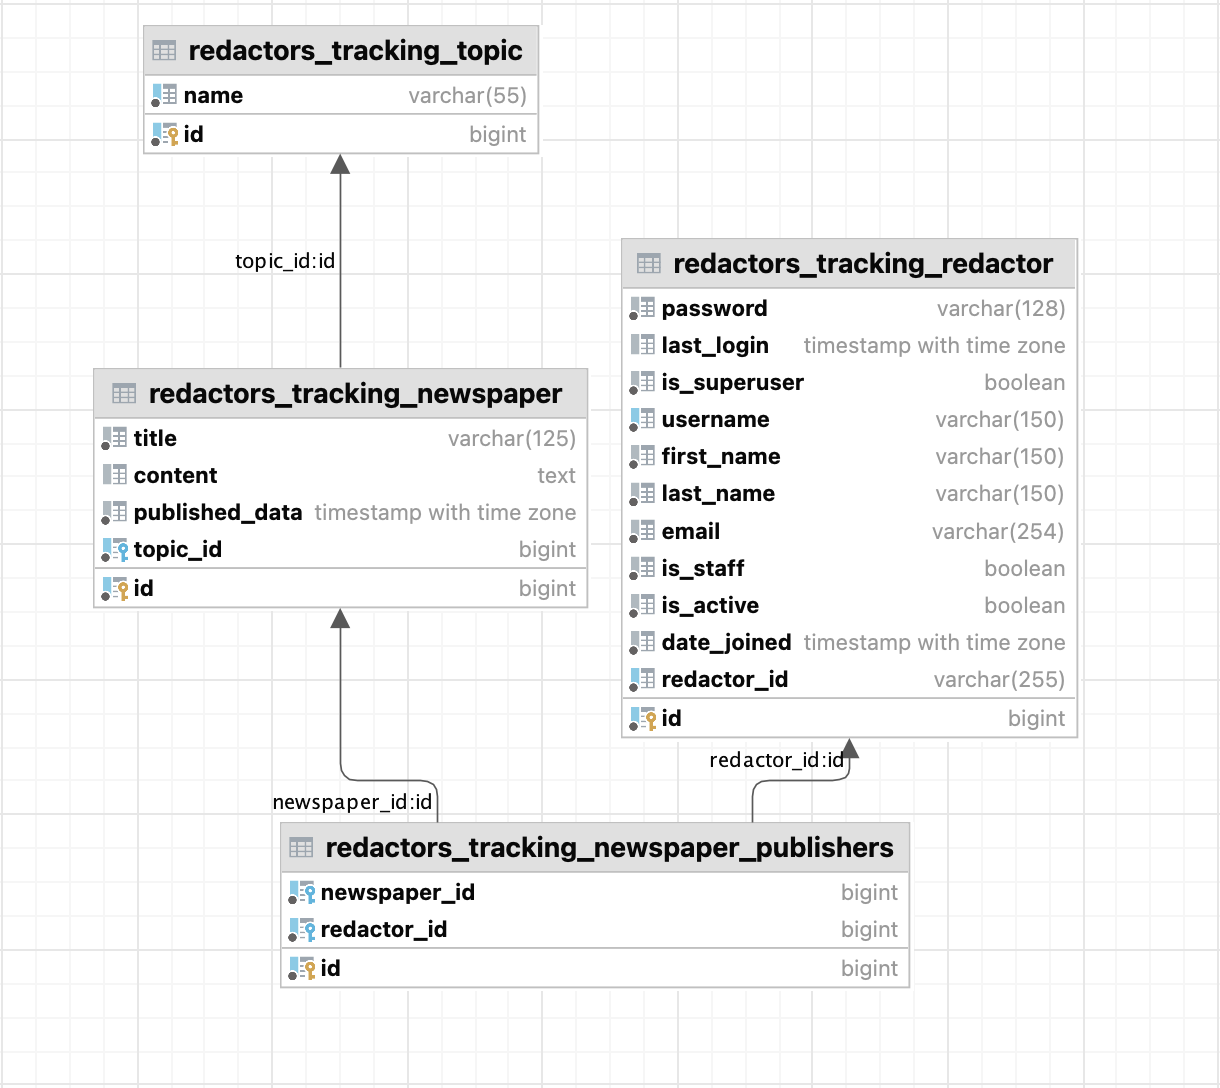 redactors_tracking_topic
name varchar(55)
id bigint
topic_id:id
redactors_tracking_newspaper
title varchar(125)
content text
published_data timestamp with time zone
topic_id bigint
id bigint
redactors_tracking_redactor
password varchar(128)
last_login timestamp with time zone
is_superuser boolean
username varchar(150)
first_name varchar(150)
last_name varchar(150)
email varchar(254)
is_staff boolean
is_active boolean
date_joined timestamp with time zone
redactor_id varchar(255)
id bigint
redactor_id:id
newspaper_id:id
redactors_tracking_newspaper_publishers
newspaper_id bigint
redactor_id bigint
id bigint